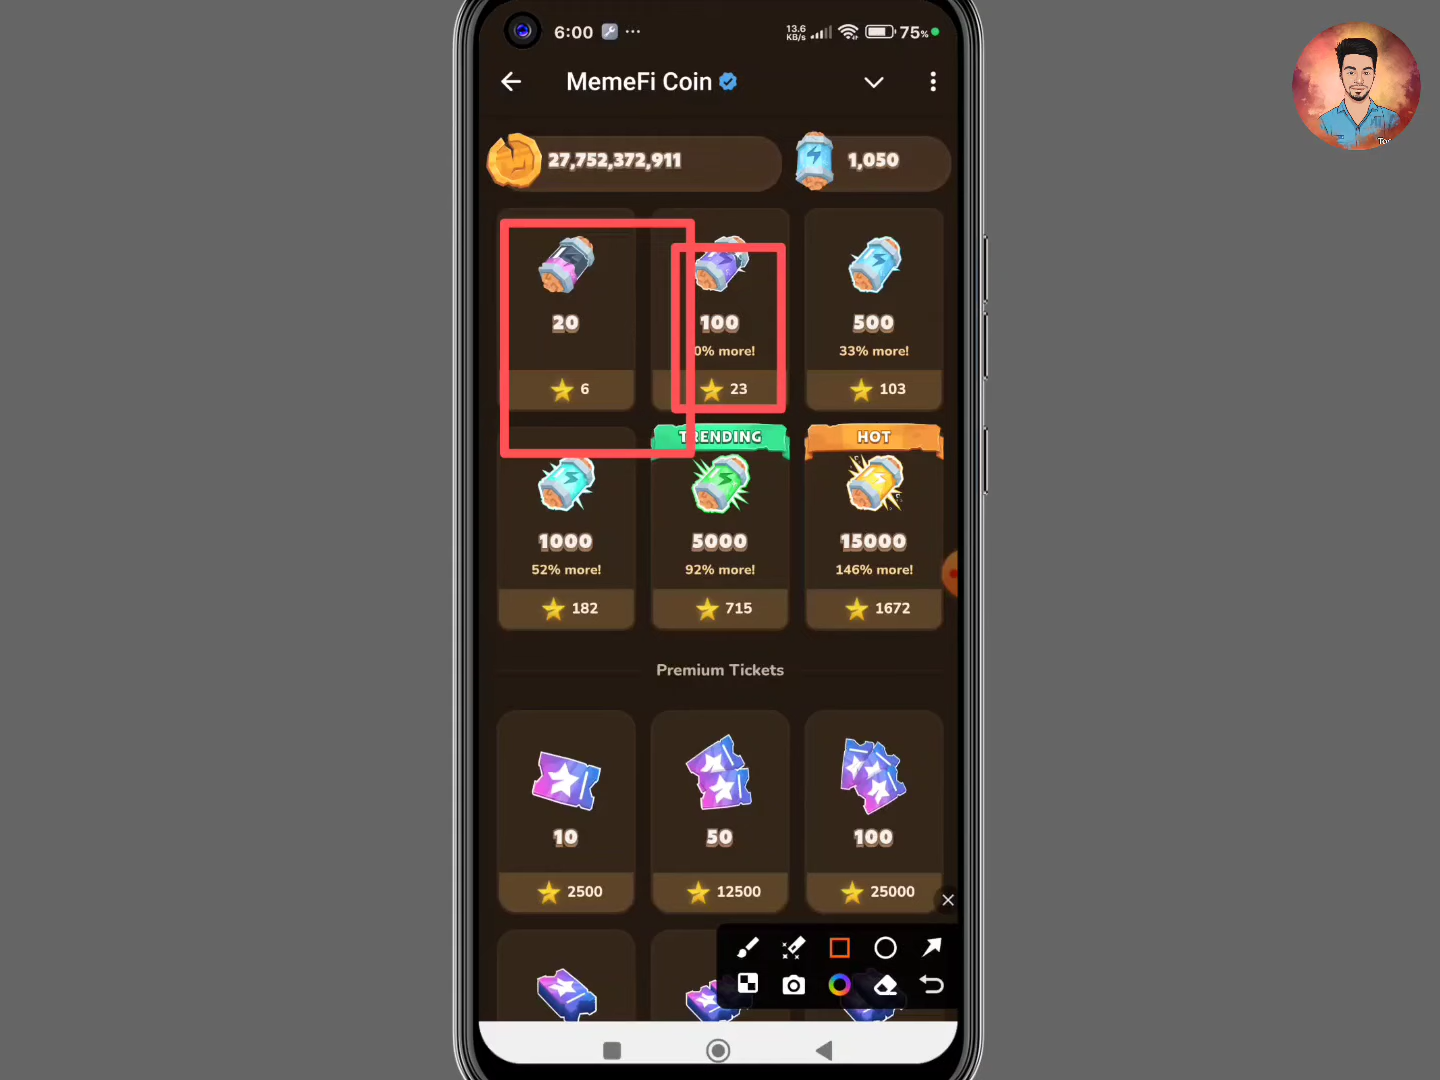 6:00 ... 13.6 KB/s 75%
MemeFi Coin
27,752,372,911 1,050
20 100 500
0% more! 33% more!
6 23 103
TRENDING HOT
1000 5000 15000
52% more! 92% more! 146% more!
182 715 1672
Premium Tickets
10 50 100
2500 12500 25000